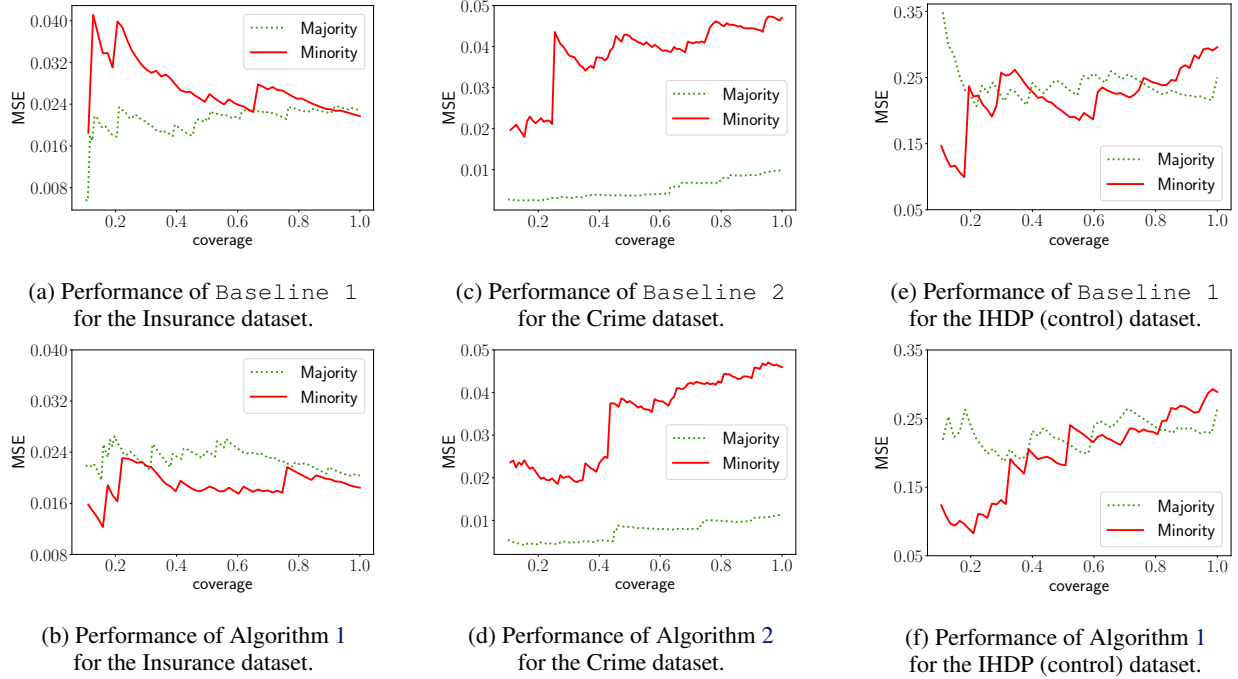 0.040
0.032
0.024
0.016
0.008
MSE
Majority
Minority
0.2 0.4 0.6 0.8 1.0
coverage
(a) Performance of Baseline 1
for the Insurance dataset.
0.05
0.04
0.03
0.02
0.01
MSE
Majority
Minority
0.2 0.4 0.6 0.8 1.0
coverage
(c) Performance of Baseline 2
for the Crime dataset.
0.35
0.25
0.15
0.05
MSE
Majority
Minority
0.2 0.4 0.6 0.8 1.0
coverage
(e) Performance of Baseline 1
for the IHDP (control) dataset.
0.040
0.032
0.024
0.016
0.008
MSE
Majority
Minority
0.2 0.4 0.6 0.8 1.0
coverage
(b) Performance of Algorithm 1
for the Insurance dataset.
0.05
0.04
0.03
0.02
0.01
MSE
Majority
Minority
0.2 0.4 0.6 0.8 1.0
coverage
(d) Performance of Algorithm 2
for the Crime dataset.
0.35
0.25
0.15
0.05
MSE
Majority
Minority
0.2 0.4 0.6 0.8 1.0
coverage
(f) Performance of Algorithm 1
for the IHDP (control) dataset.